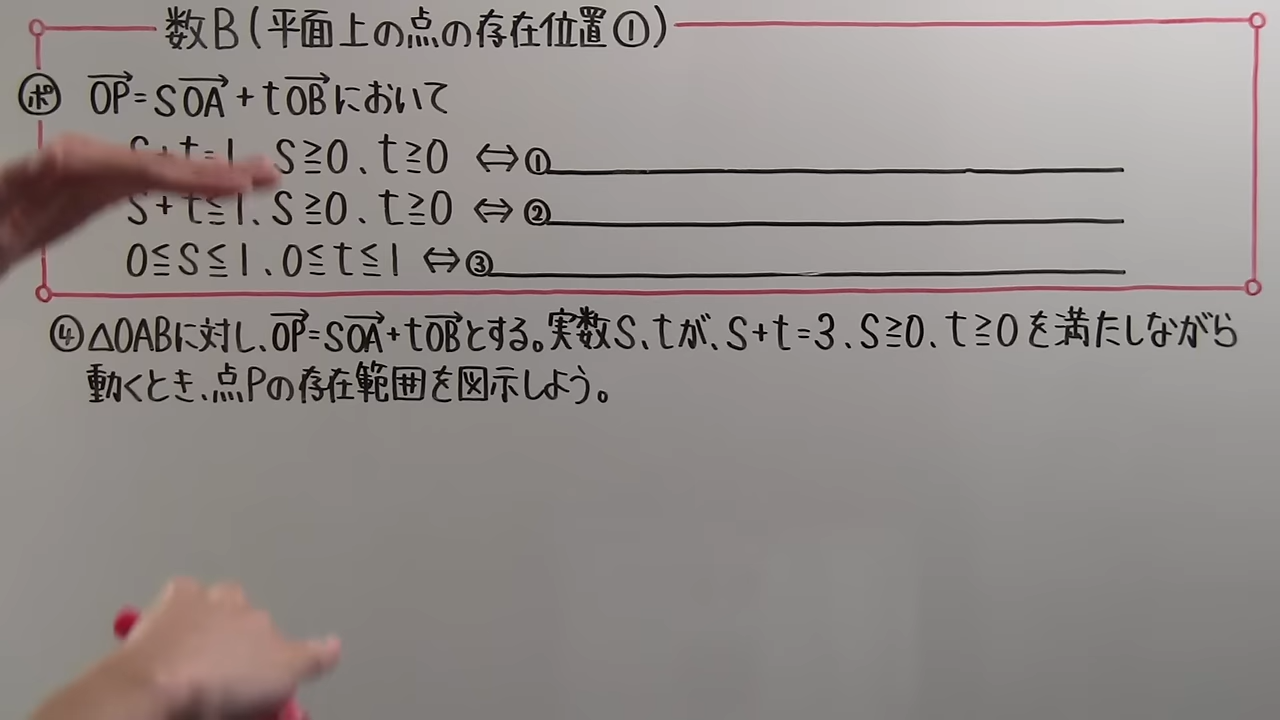 数B(平面上の点の存在位置①)
ポ OP=sOA+tOBにおいて
s+t=1、s≧0、t≧0 ⇔①
s+t≦1、s≧0、t≧0 ⇔②
0≦s≦1、0≦t≦1 ⇔③
④△OABに対し、OP=sOA+tOBとする。実数s、tが、s+t=3、s≧0、t≧0を満たしながら
動くとき、点Pの存在範囲を図示しよう。